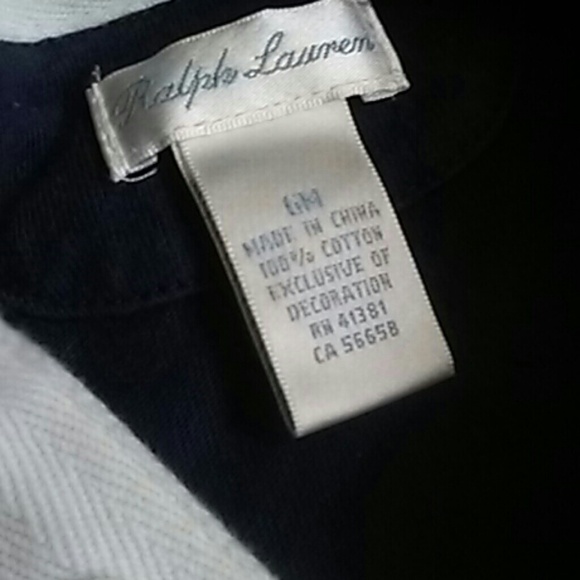 Ralph Lauren
6M
MADE IN CHINA
100% COTTON
EXCLUSIVE OF
DECORATION
RN 41381
CA 56658